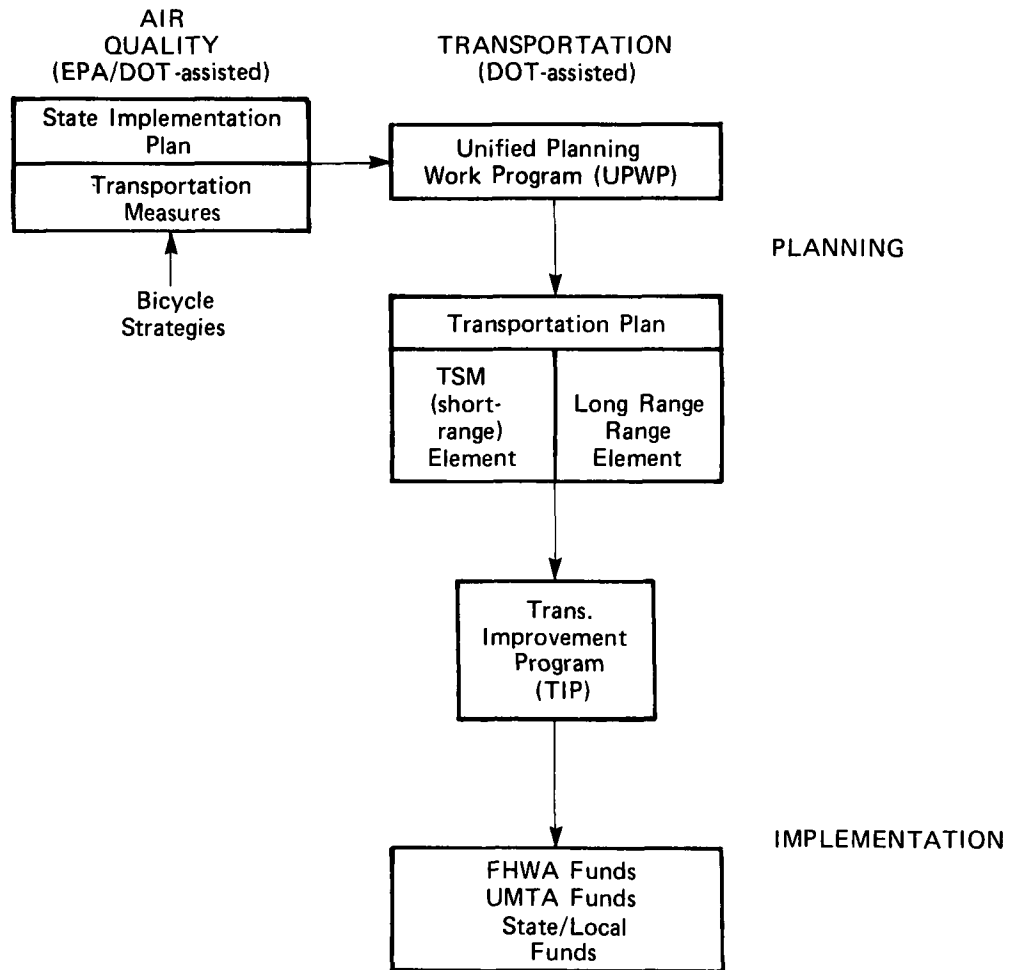 AIR
QUALITY
(EPA/DOT-assisted)
State Implementation
Plan
Transportation
Measures
Bicycle
Strategies
TRANSPORTATION
(DOT-assisted)
Unified Planning
Work Program (UPWP)
PLANNING
Transportation Plan
TSM
(short-
range)
Element
Long Range
Range
Element
Trans.
Improvement
Program
(TIP)
IMPLEMENTATION
FHWA Funds
UMTA Funds
State/Local
Funds